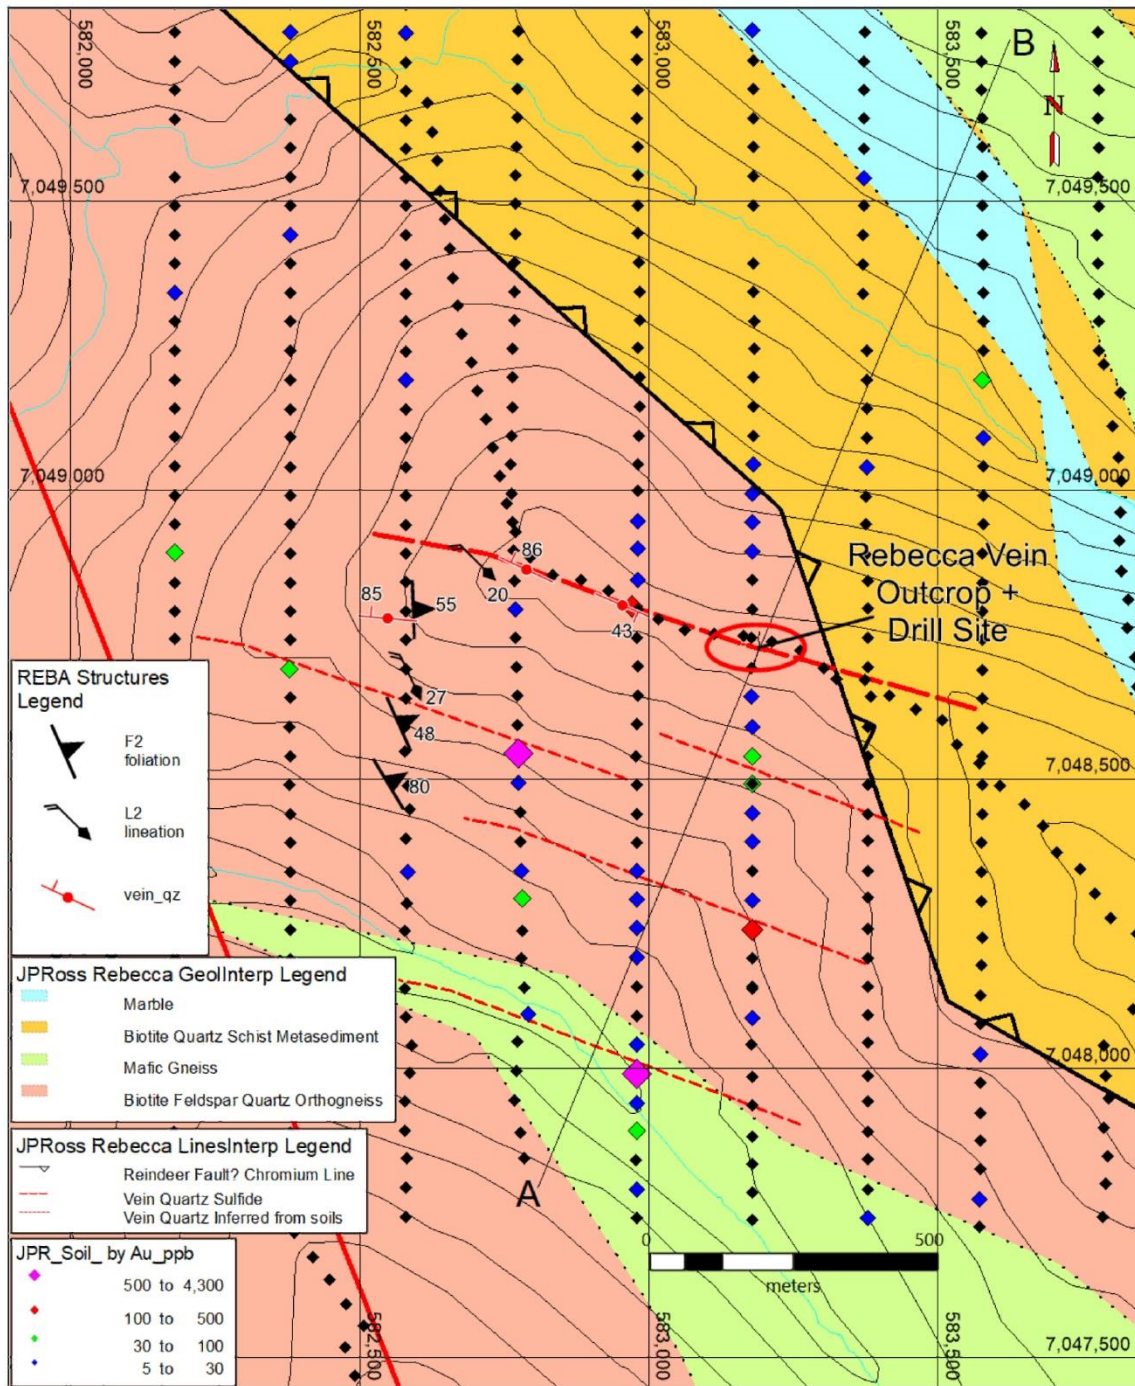 582,000
582,500
583,000
583,500
B
N
7,049,500
7,049,500
7,049,000
7,049,000
86
20
85
55
43
Rebecca Vein
Outcrop +
Drill Site
27
48
80
7,048,500
7,048,000
A
0
500
meters
582,500
583,000
583,500
7,047,500
REBA Structures
Legend
F2
foliation
L2
lineation
vein_qz
JPRoss Rebecca GeolInterp Legend
Marble
Biotite Quartz Schist Metasediment
Mafic Gneiss
Biotite Feldspar Quartz Orthogneiss
JPRoss Rebecca LinesInterp Legend
Reindeer Fault? Chromium Line
Vein Quartz Sulfide
Vein Quartz Inferred from soils
JPR_Soil_ by Au_ppb
500 to 4,300
100 to 500
30 to 100
5 to 30